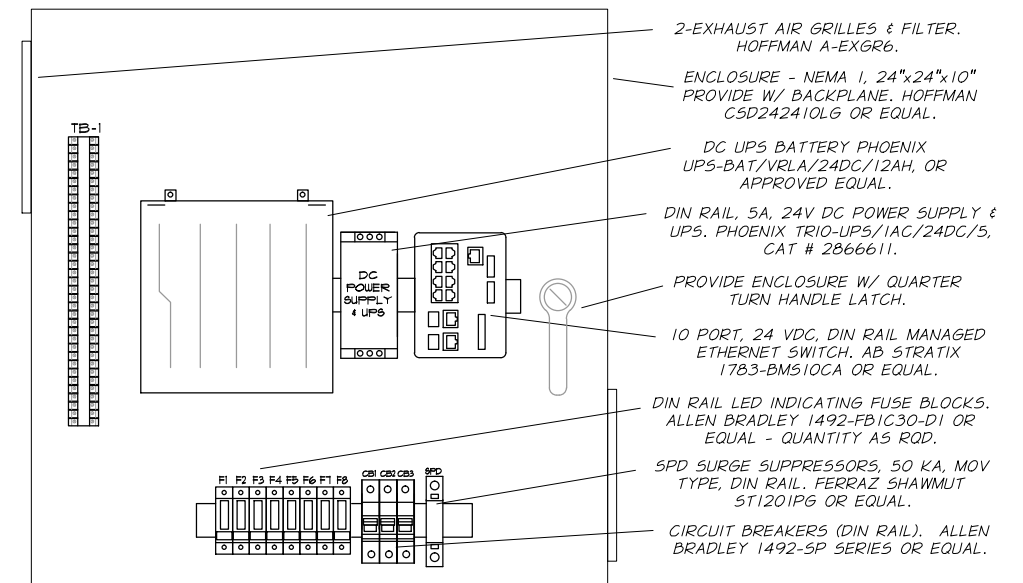 2-EXHAUST AIR GRILLES & FILTER.
HOFFMAN A-EXGR6.
ENCLOSURE - NEMA 1, 24"x24"x10"
PROVIDE W/ BACKPLANE. HOFFMAN
CSD242410LG OR EQUAL.
TB-1
DC UPS BATTERY PHOENIX
UPS-BAT/VRLA/24DC/12AH, OR
APPROVED EQUAL.
DIN RAIL, 5A, 24V DC POWER SUPPLY &
UPS. PHOENIX TRIO-UPS/1AC/24DC/5,
CAT # 2866611.
DC
POWER
SUPPLY
& UPS
PROVIDE ENCLOSURE W/ QUARTER
TURN HANDLE LATCH.
10 PORT, 24 VDC, DIN RAIL MANAGED
ETHERNET SWITCH. AB STRATIX
1783-BMS10CA OR EQUAL.
DIN RAIL LED INDICATING FUSE BLOCKS.
ALLEN BRADLEY 1492-FB1C30-D1 OR
EQUAL - QUANTITY AS RQD.
F1 F2 F3 F4 F5 F6 F7 F8
CB1 CB2 CB3
SPD
SPD SURGE SUPPRESSORS, 50 KA, MOV
TYPE, DIN RAIL. FERRAZ SHAWMUT
ST1201PG OR EQUAL.
CIRCUIT BREAKERS (DIN RAIL). ALLEN
BRADLEY 1492-SP SERIES OR EQUAL.